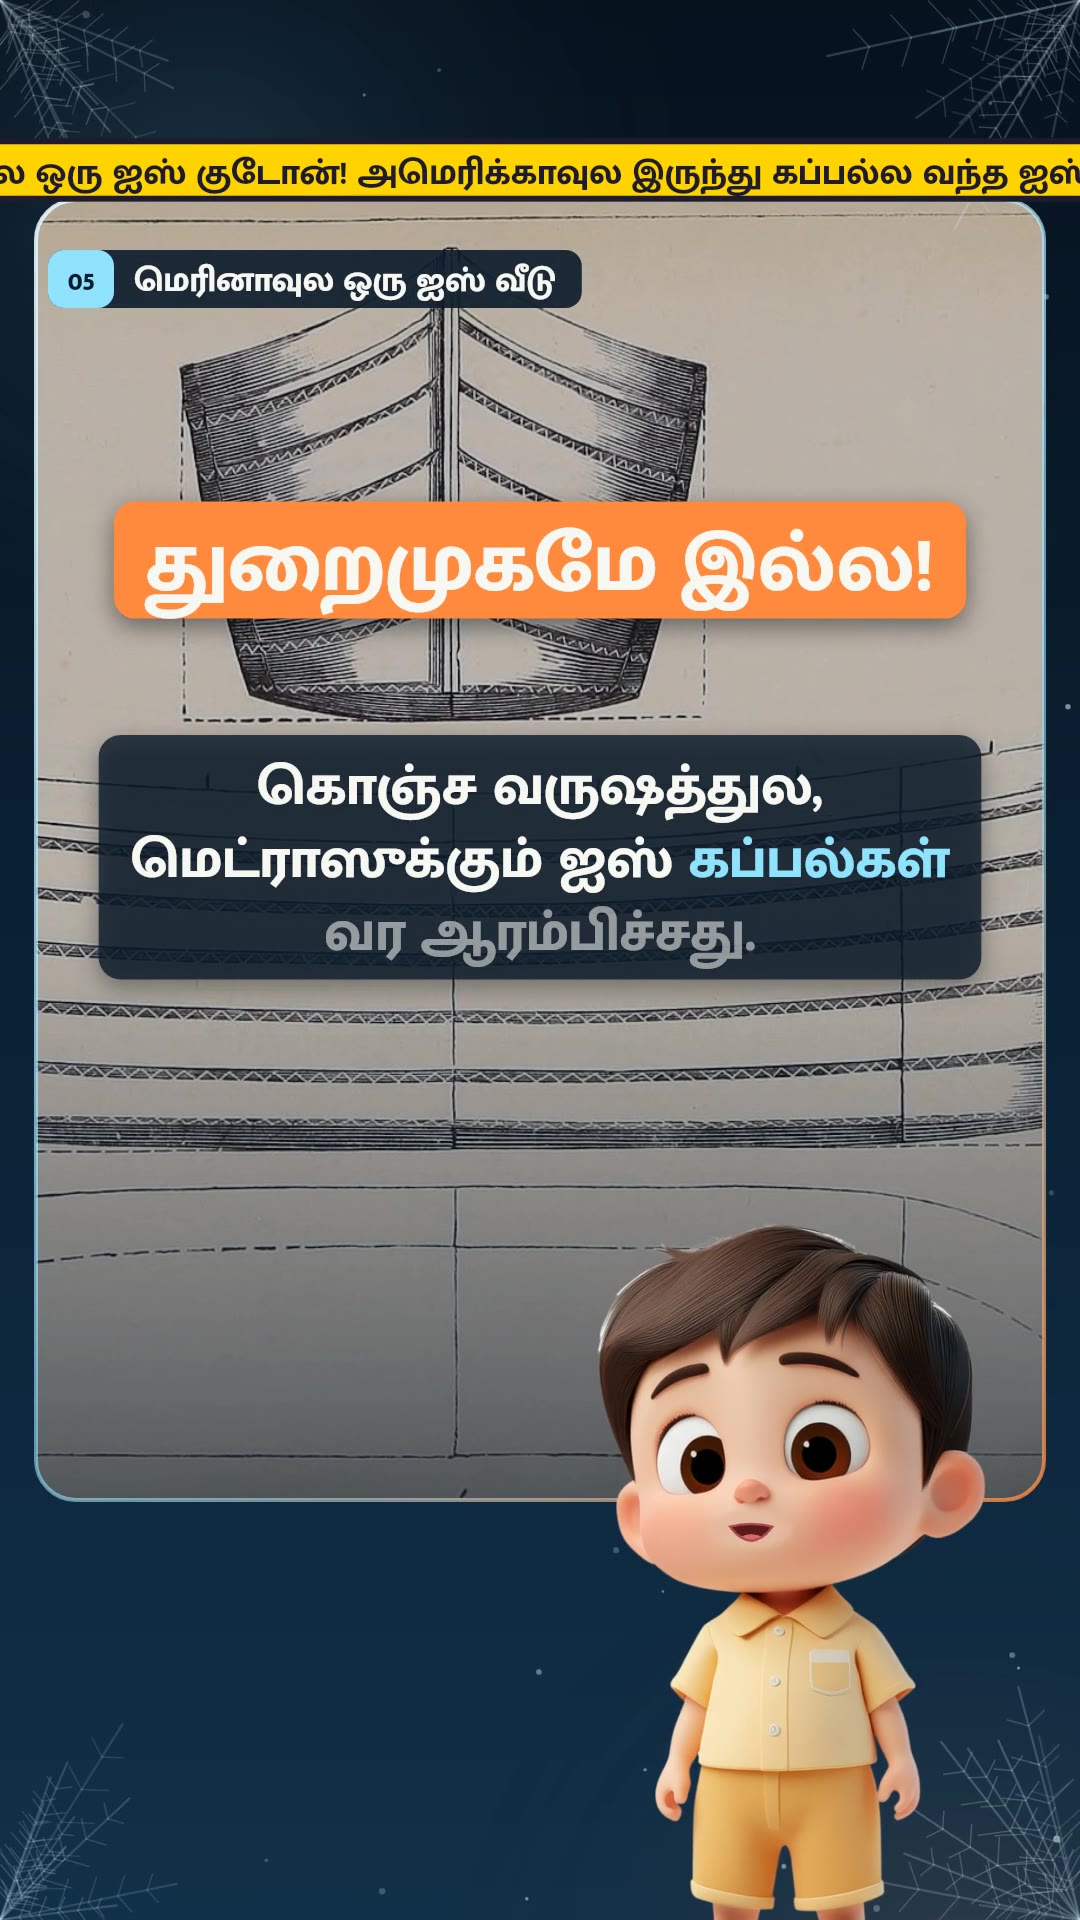 ஒரு ஐஸ் குடோன்! அமெரிக்காவுல இருந்து கப்பல்ல வந்த ஐஸ்
05 மெரினாவுல ஒரு ஐஸ் வீடு
துறைமுகமே இல்ல!
கொஞ்ச வருஷத்துல,
மெட்ராஸுக்கும் ஐஸ் கப்பல்கள்
வர ஆரம்பிச்சது.